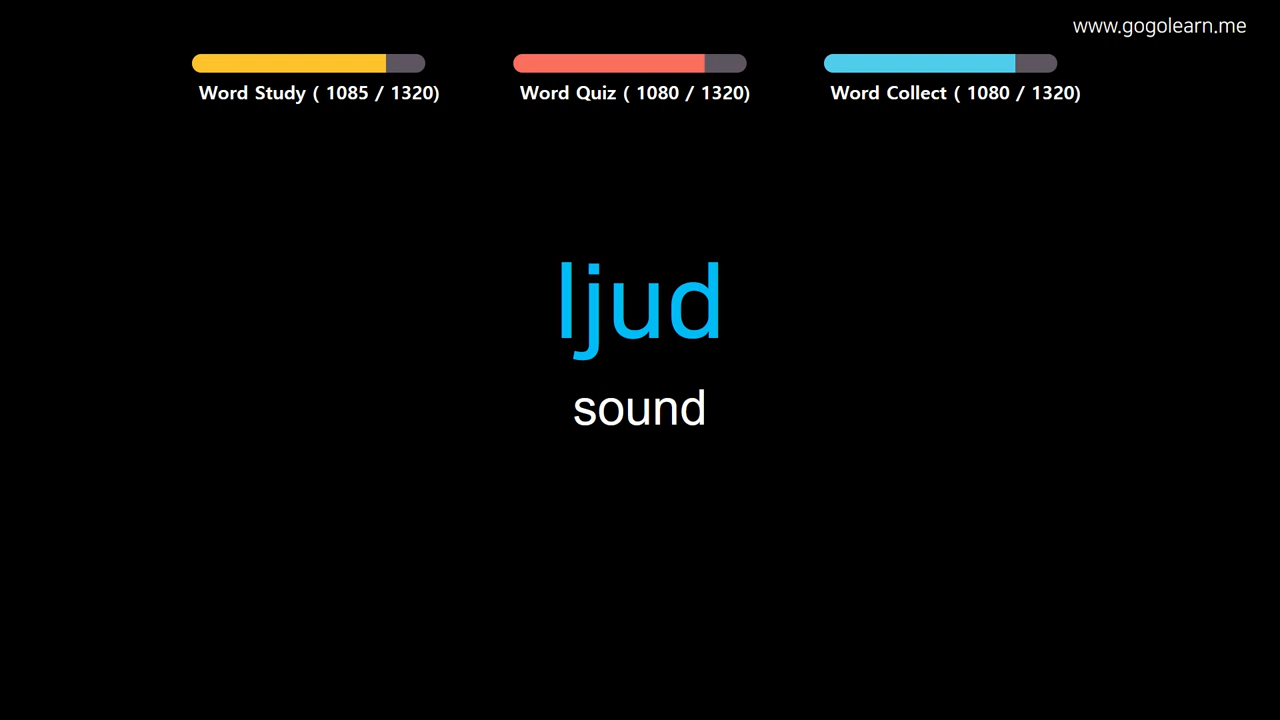 www.gogolearn.me
Word Study ( 1085 / 1320)
Word Quiz ( 1080 / 1320)
Word Collect ( 1080 / 1320)
ljud
sound